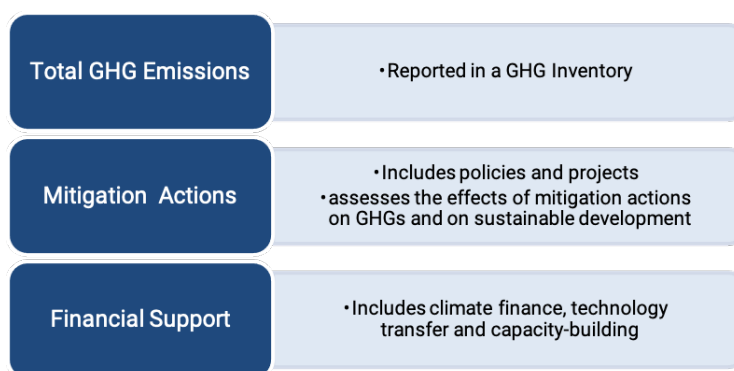 Total GHG Emissions
•Reported in a GHG Inventory
Mitigation Actions
•Includes policies and projects
•assesses the effects of mitigation actions
on GHGs and on sustainable development
Financial Support
•Includes climate finance, technology
transfer and capacity-building